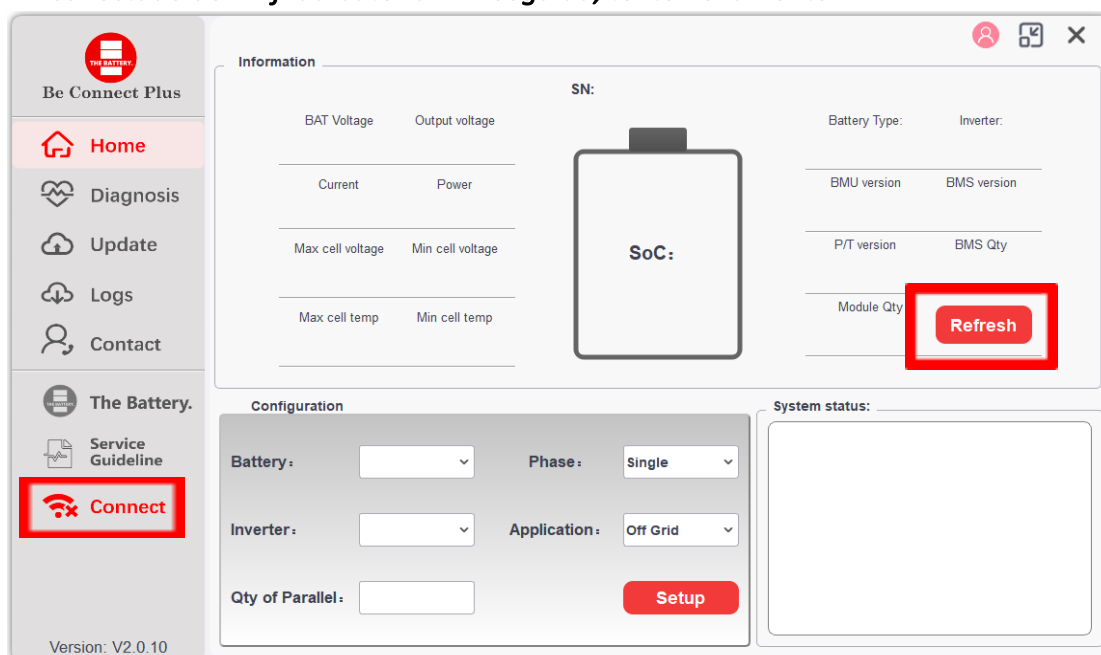 THE BATTERY.
Be Connect Plus
Home
Diagnosis
Update
Logs
Contact
The Battery.
Service
Guideline
Connect
Version: V2.0.10
Information
SN:
BAT Voltage Output voltage
Current Power
Max cell voltage Min cell voltage
Max cell temp Min cell temp
SoC:
Battery Type: Inverter:
BMU version BMS version
P/T version BMS Qty
Module Qty
Refresh
Configuration
Battery: Phase: Single
Inverter: Application: Off Grid
Qty of Parallel: Setup
System status: